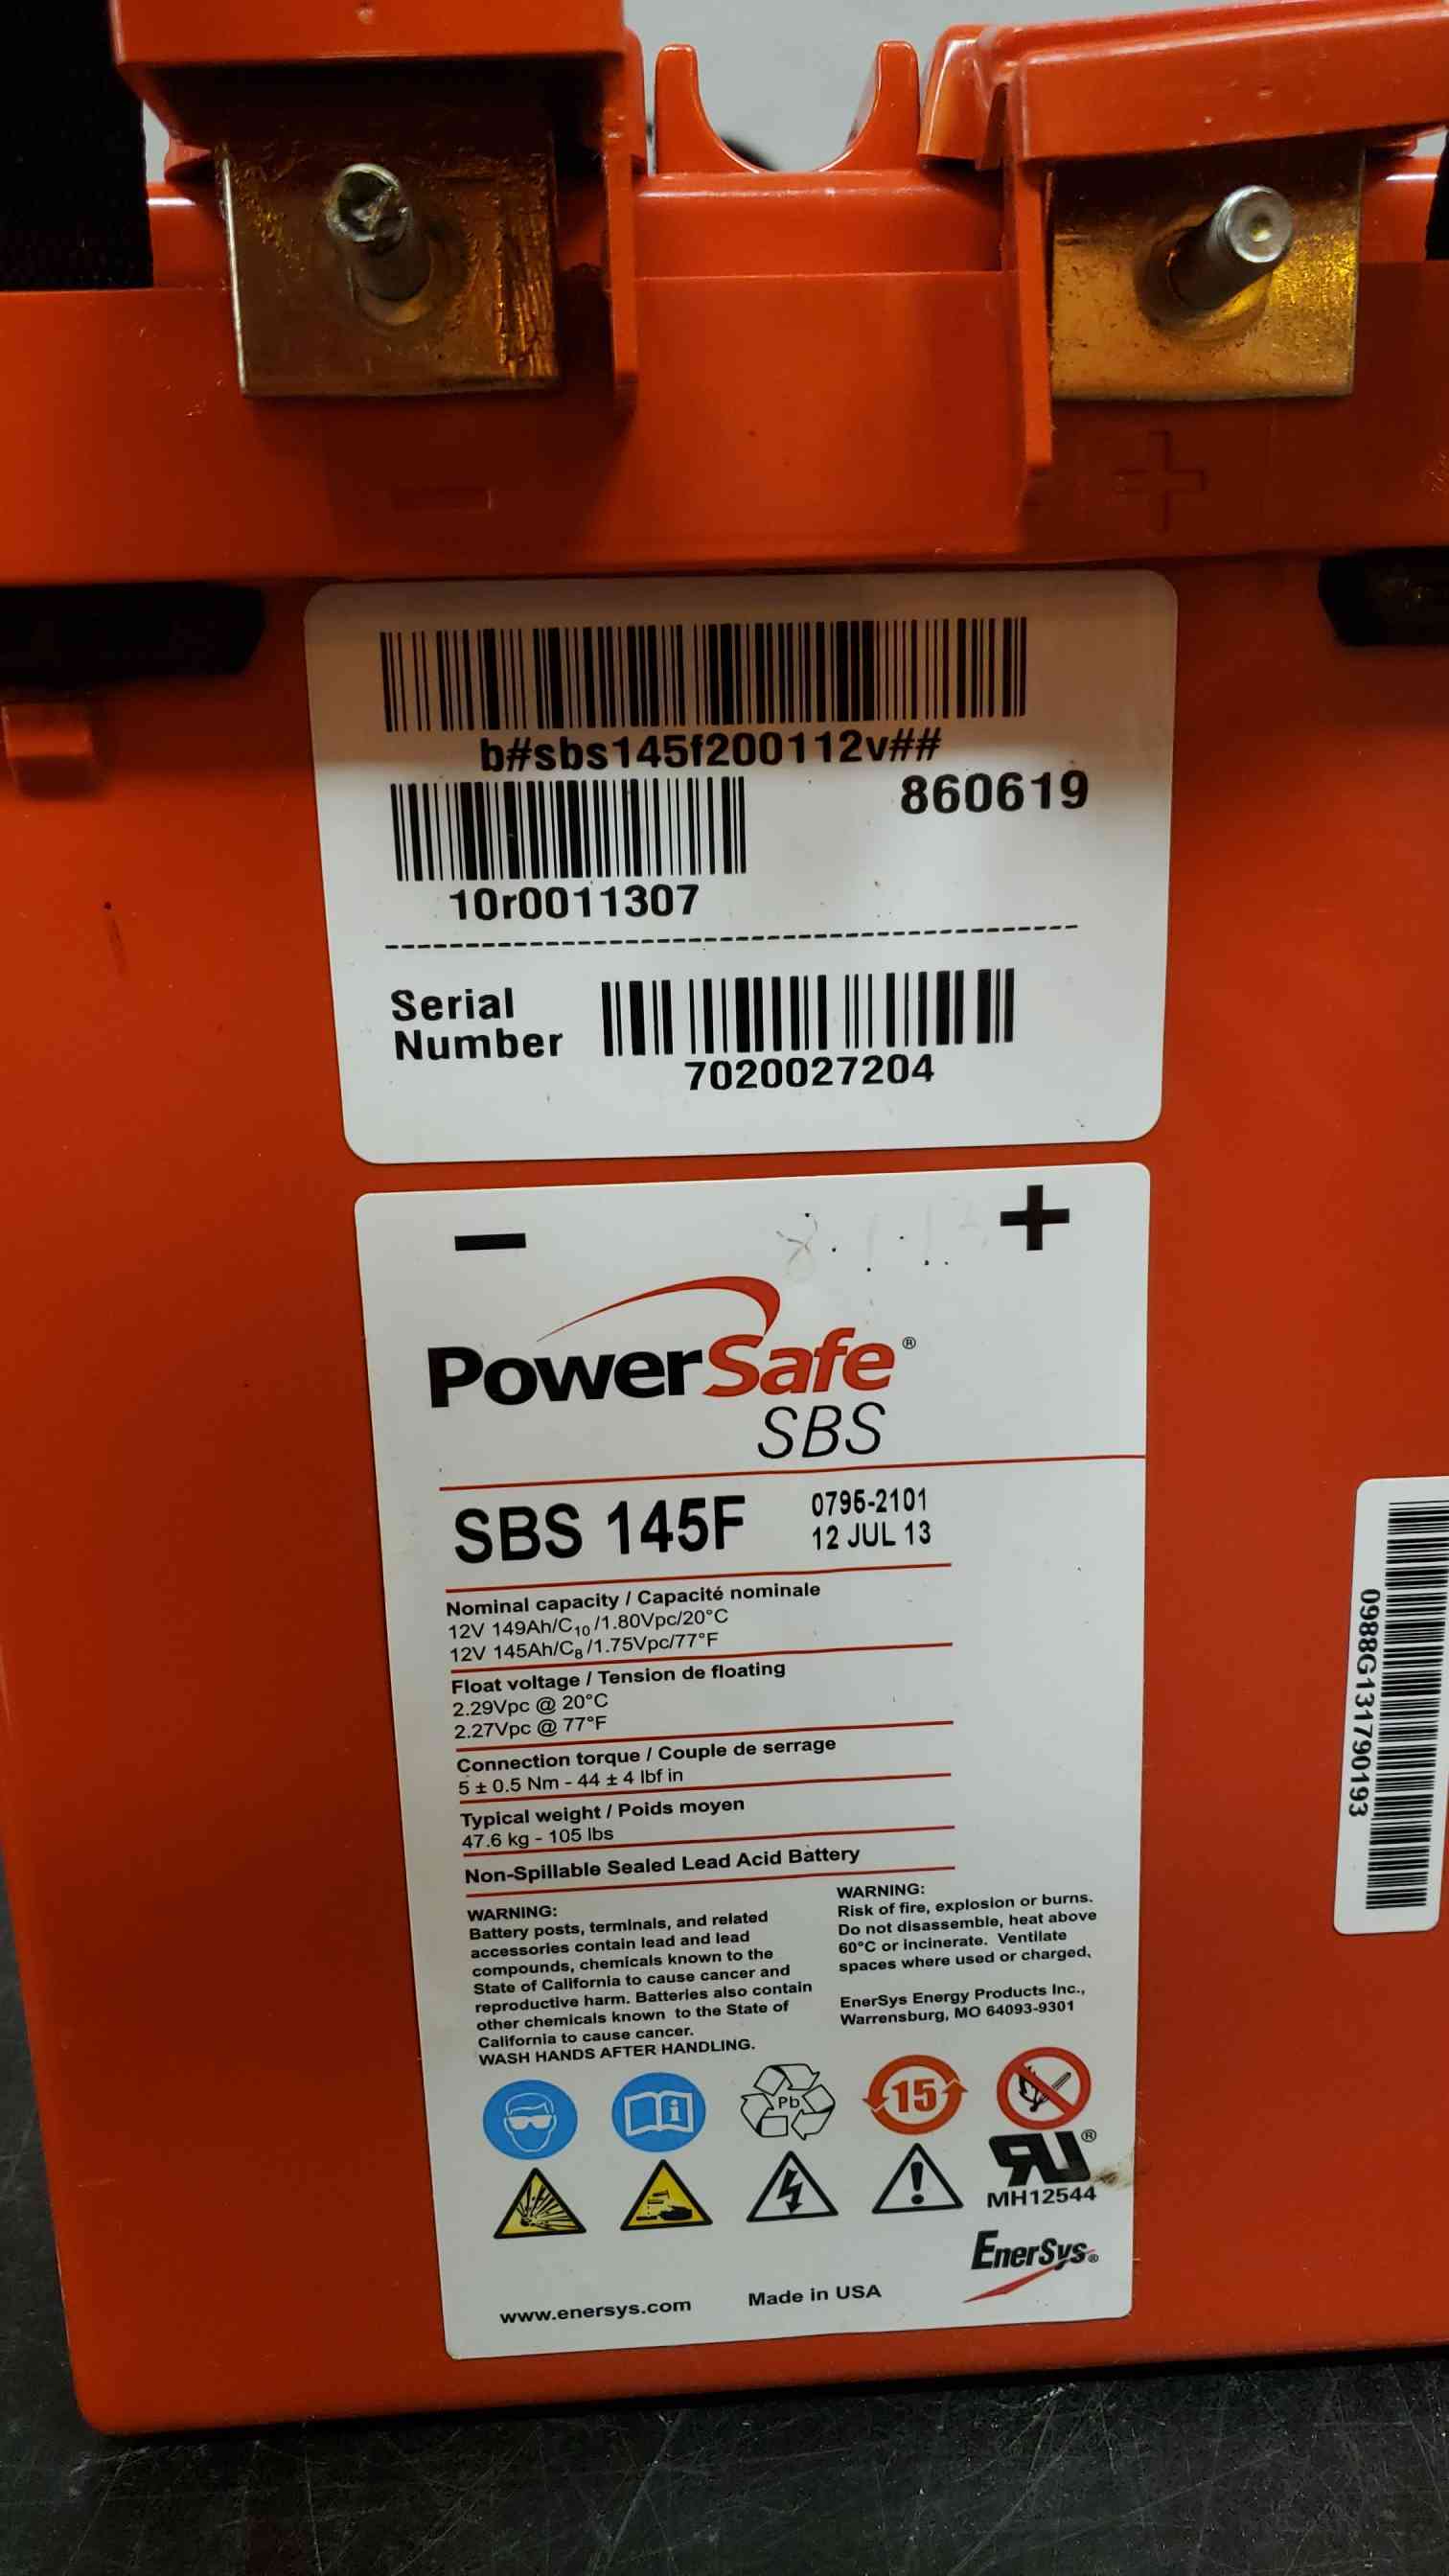 b#sbs145f200112v##
860619
10r0011307
Serial
Number
7020027204
− +
PowerSafe®
SBS
SBS 145F
0795-2101
12 JUL 13
Nominal capacity / Capacité nominale
12V 149Ah/C10 /1.80Vpc/20°C
12V 145Ah/C8 /1.75Vpc/77°F
Float voltage / Tension de floating
2.29Vpc @ 20°C
2.27Vpc @ 77°F
Connection torque / Couple de serrage
5 ± 0.5 Nm - 44 ± 4 lbf in
Typical weight / Poids moyen
47.6 kg - 105 lbs
Non-Spillable Sealed Lead Acid Battery
WARNING:
Battery posts, terminals, and related
accessories contain lead and lead
compounds, chemicals known to the
State of California to cause cancer and
reproductive harm. Batteries also contain
other chemicals known to the State of
California to cause cancer.
WASH HANDS AFTER HANDLING.
WARNING:
Risk of fire, explosion or burns.
Do not disassemble, heat above
60°C or incinerate. Ventilate
spaces where used or charged.
EnerSys Energy Products Inc.,
Warrensburg, MO 64093-9301
Pb
15
®
MH12544
EnerSys®
www.enersys.com
Made in USA
0988G131790193